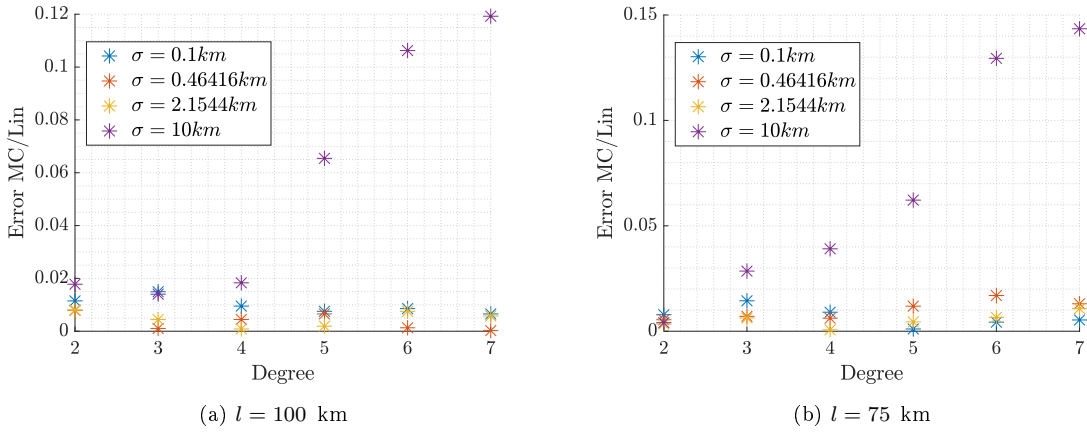 0.12
0.1
0.08
0.06
0.04
0.02
0
Error MC/Lin
σ = 0.1km
σ = 0.46416km
σ = 2.1544km
σ = 10km
2 3 4 5 6 7
Degree
(a) l = 100 km
0.15
0.1
0.05
0
Error MC/Lin
σ = 0.1km
σ = 0.46416km
σ = 2.1544km
σ = 10km
2 3 4 5 6 7
Degree
(b) l = 75 km